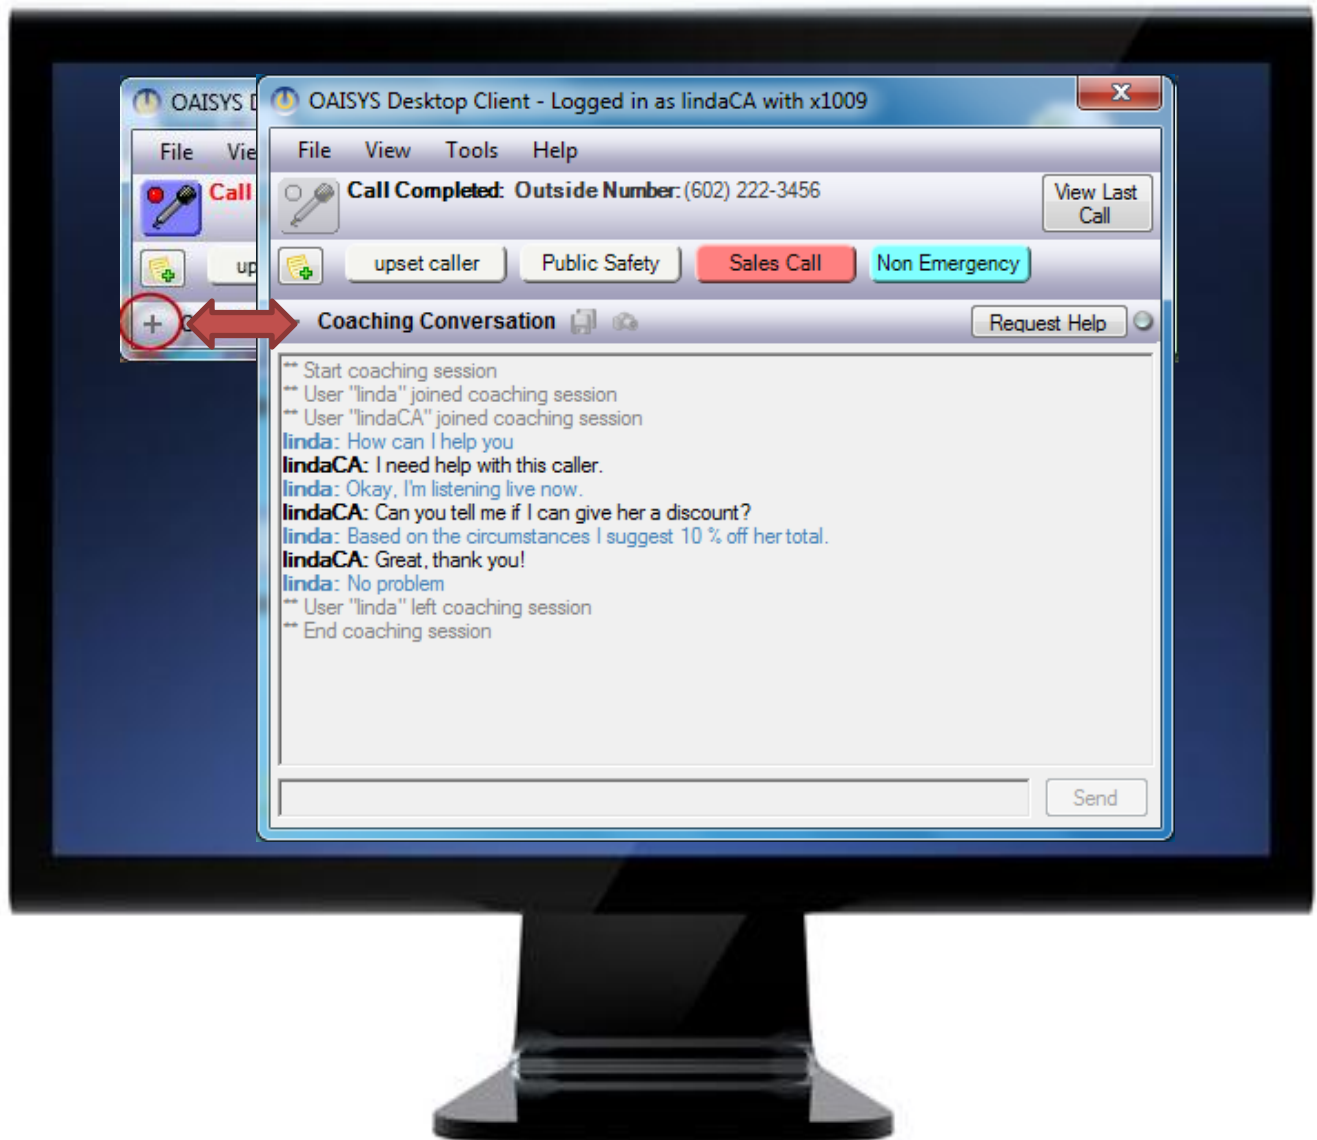 OAISYS D
File Vie
Call
up
OAISYS Desktop Client - Logged in as lindaCA with x1009
File View Tools Help
Call Completed: Outside Number: (602) 222-3456
View Last
Call
upset caller Public Safety Sales Call Non Emergency
Coaching Conversation
Request Help
** Start coaching session
** User "linda" joined coaching session
** User "lindaCA" joined coaching session
linda: How can I help you
lindaCA: I need help with this caller.
linda: Okay, I'm listening live now.
lindaCA: Can you tell me if I can give her a discount?
linda: Based on the circumstances I suggest 10 % off her total.
lindaCA: Great, thank you!
linda: No problem
** User "linda" left coaching session
** End coaching session
Send